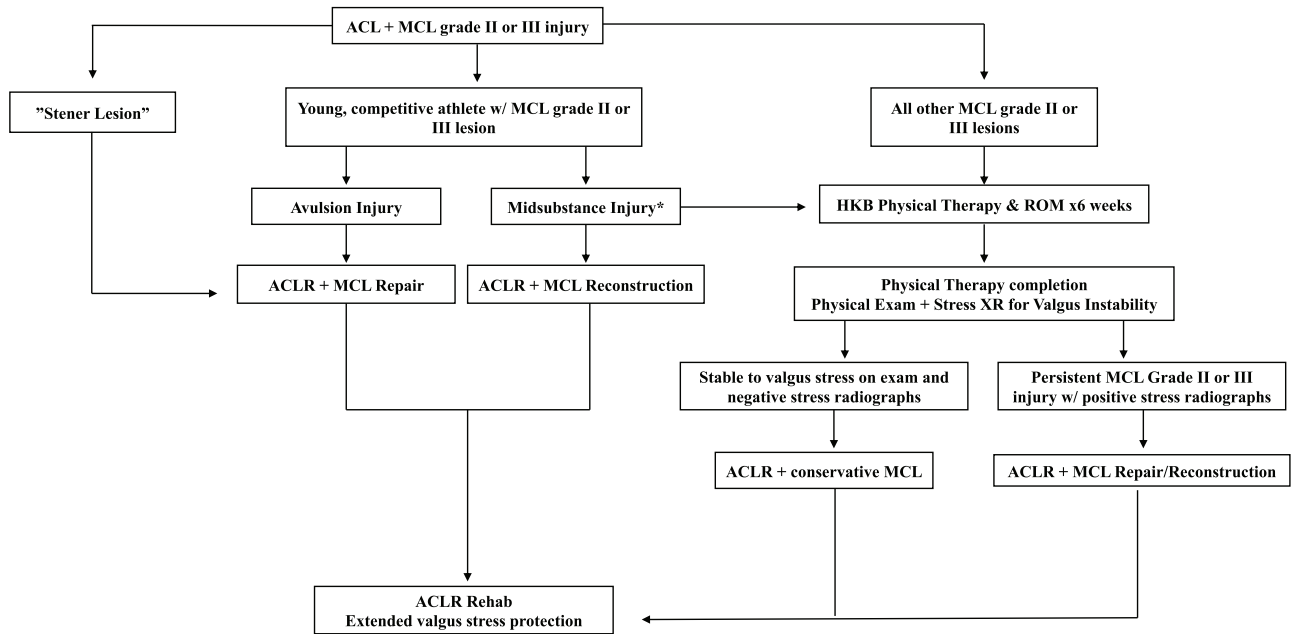 ACL + MCL grade II or III injury
”Stener Lesion”
Young, competitive athlete w/ MCL grade II or
III lesion
All other MCL grade II or
III lesions
Avulsion Injury
Midsubstance Injury*
HKB Physical Therapy & ROM x6 weeks
ACLR + MCL Repair
ACLR + MCL Reconstruction
Physical Therapy completion
Physical Exam + Stress XR for Valgus Instability
Stable to valgus stress on exam and
negative stress radiographs
Persistent MCL Grade II or III
injury w/ positive stress radiographs
ACLR + conservative MCL
ACLR + MCL Repair/Reconstruction
ACLR Rehab
Extended valgus stress protection